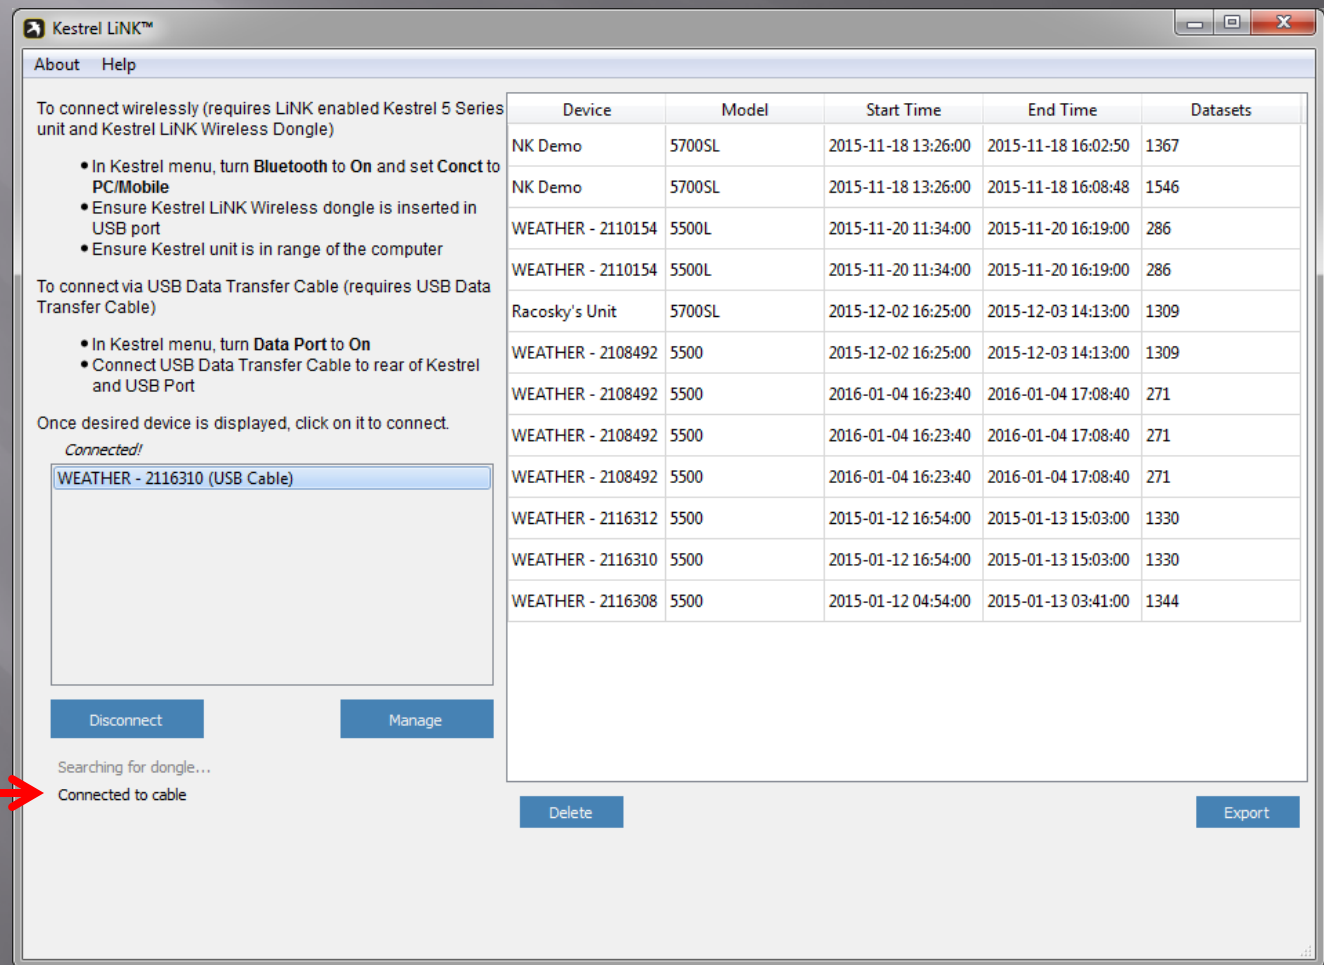 Kestrel LiNK™
About Help
To connect wirelessly (requires LiNK enabled Kestrel 5 Series
unit and Kestrel LiNK Wireless Dongle)
• In Kestrel menu, turn Bluetooth to On and set Conct to
PC/Mobile
• Ensure Kestrel LiNK Wireless dongle is inserted in
USB port
• Ensure Kestrel unit is in range of the computer
To connect via USB Data Transfer Cable (requires USB Data
Transfer Cable)
• In Kestrel menu, turn Data Port to On
• Connect USB Data Transfer Cable to rear of Kestrel
and USB Port
Once desired device is displayed, click on it to connect.
Connected!
WEATHER - 2116310 (USB Cable)
Disconnect Manage
Searching for dongle...
Connected to cable
Device Model Start Time End Time Datasets
NK Demo 5700SL 2015-11-18 13:26:00 2015-11-18 16:02:50 1367
NK Demo 5700SL 2015-11-18 13:26:00 2015-11-18 16:08:48 1546
WEATHER - 2110154 5500L 2015-11-20 11:34:00 2015-11-20 16:19:00 286
WEATHER - 2110154 5500L 2015-11-20 11:34:00 2015-11-20 16:19:00 286
Racosky's Unit 5700SL 2015-12-02 16:25:00 2015-12-03 14:13:00 1309
WEATHER - 2108492 5500 2015-12-02 16:25:00 2015-12-03 14:13:00 1309
WEATHER - 2108492 5500 2016-01-04 16:23:40 2016-01-04 17:08:40 271
WEATHER - 2108492 5500 2016-01-04 16:23:40 2016-01-04 17:08:40 271
WEATHER - 2108492 5500 2016-01-04 16:23:40 2016-01-04 17:08:40 271
WEATHER - 2116312 5500 2015-01-12 16:54:00 2015-01-13 15:03:00 1330
WEATHER - 2116310 5500 2015-01-12 16:54:00 2015-01-13 15:03:00 1330
WEATHER - 2116308 5500 2015-01-12 04:54:00 2015-01-13 03:41:00 1344
Delete Export